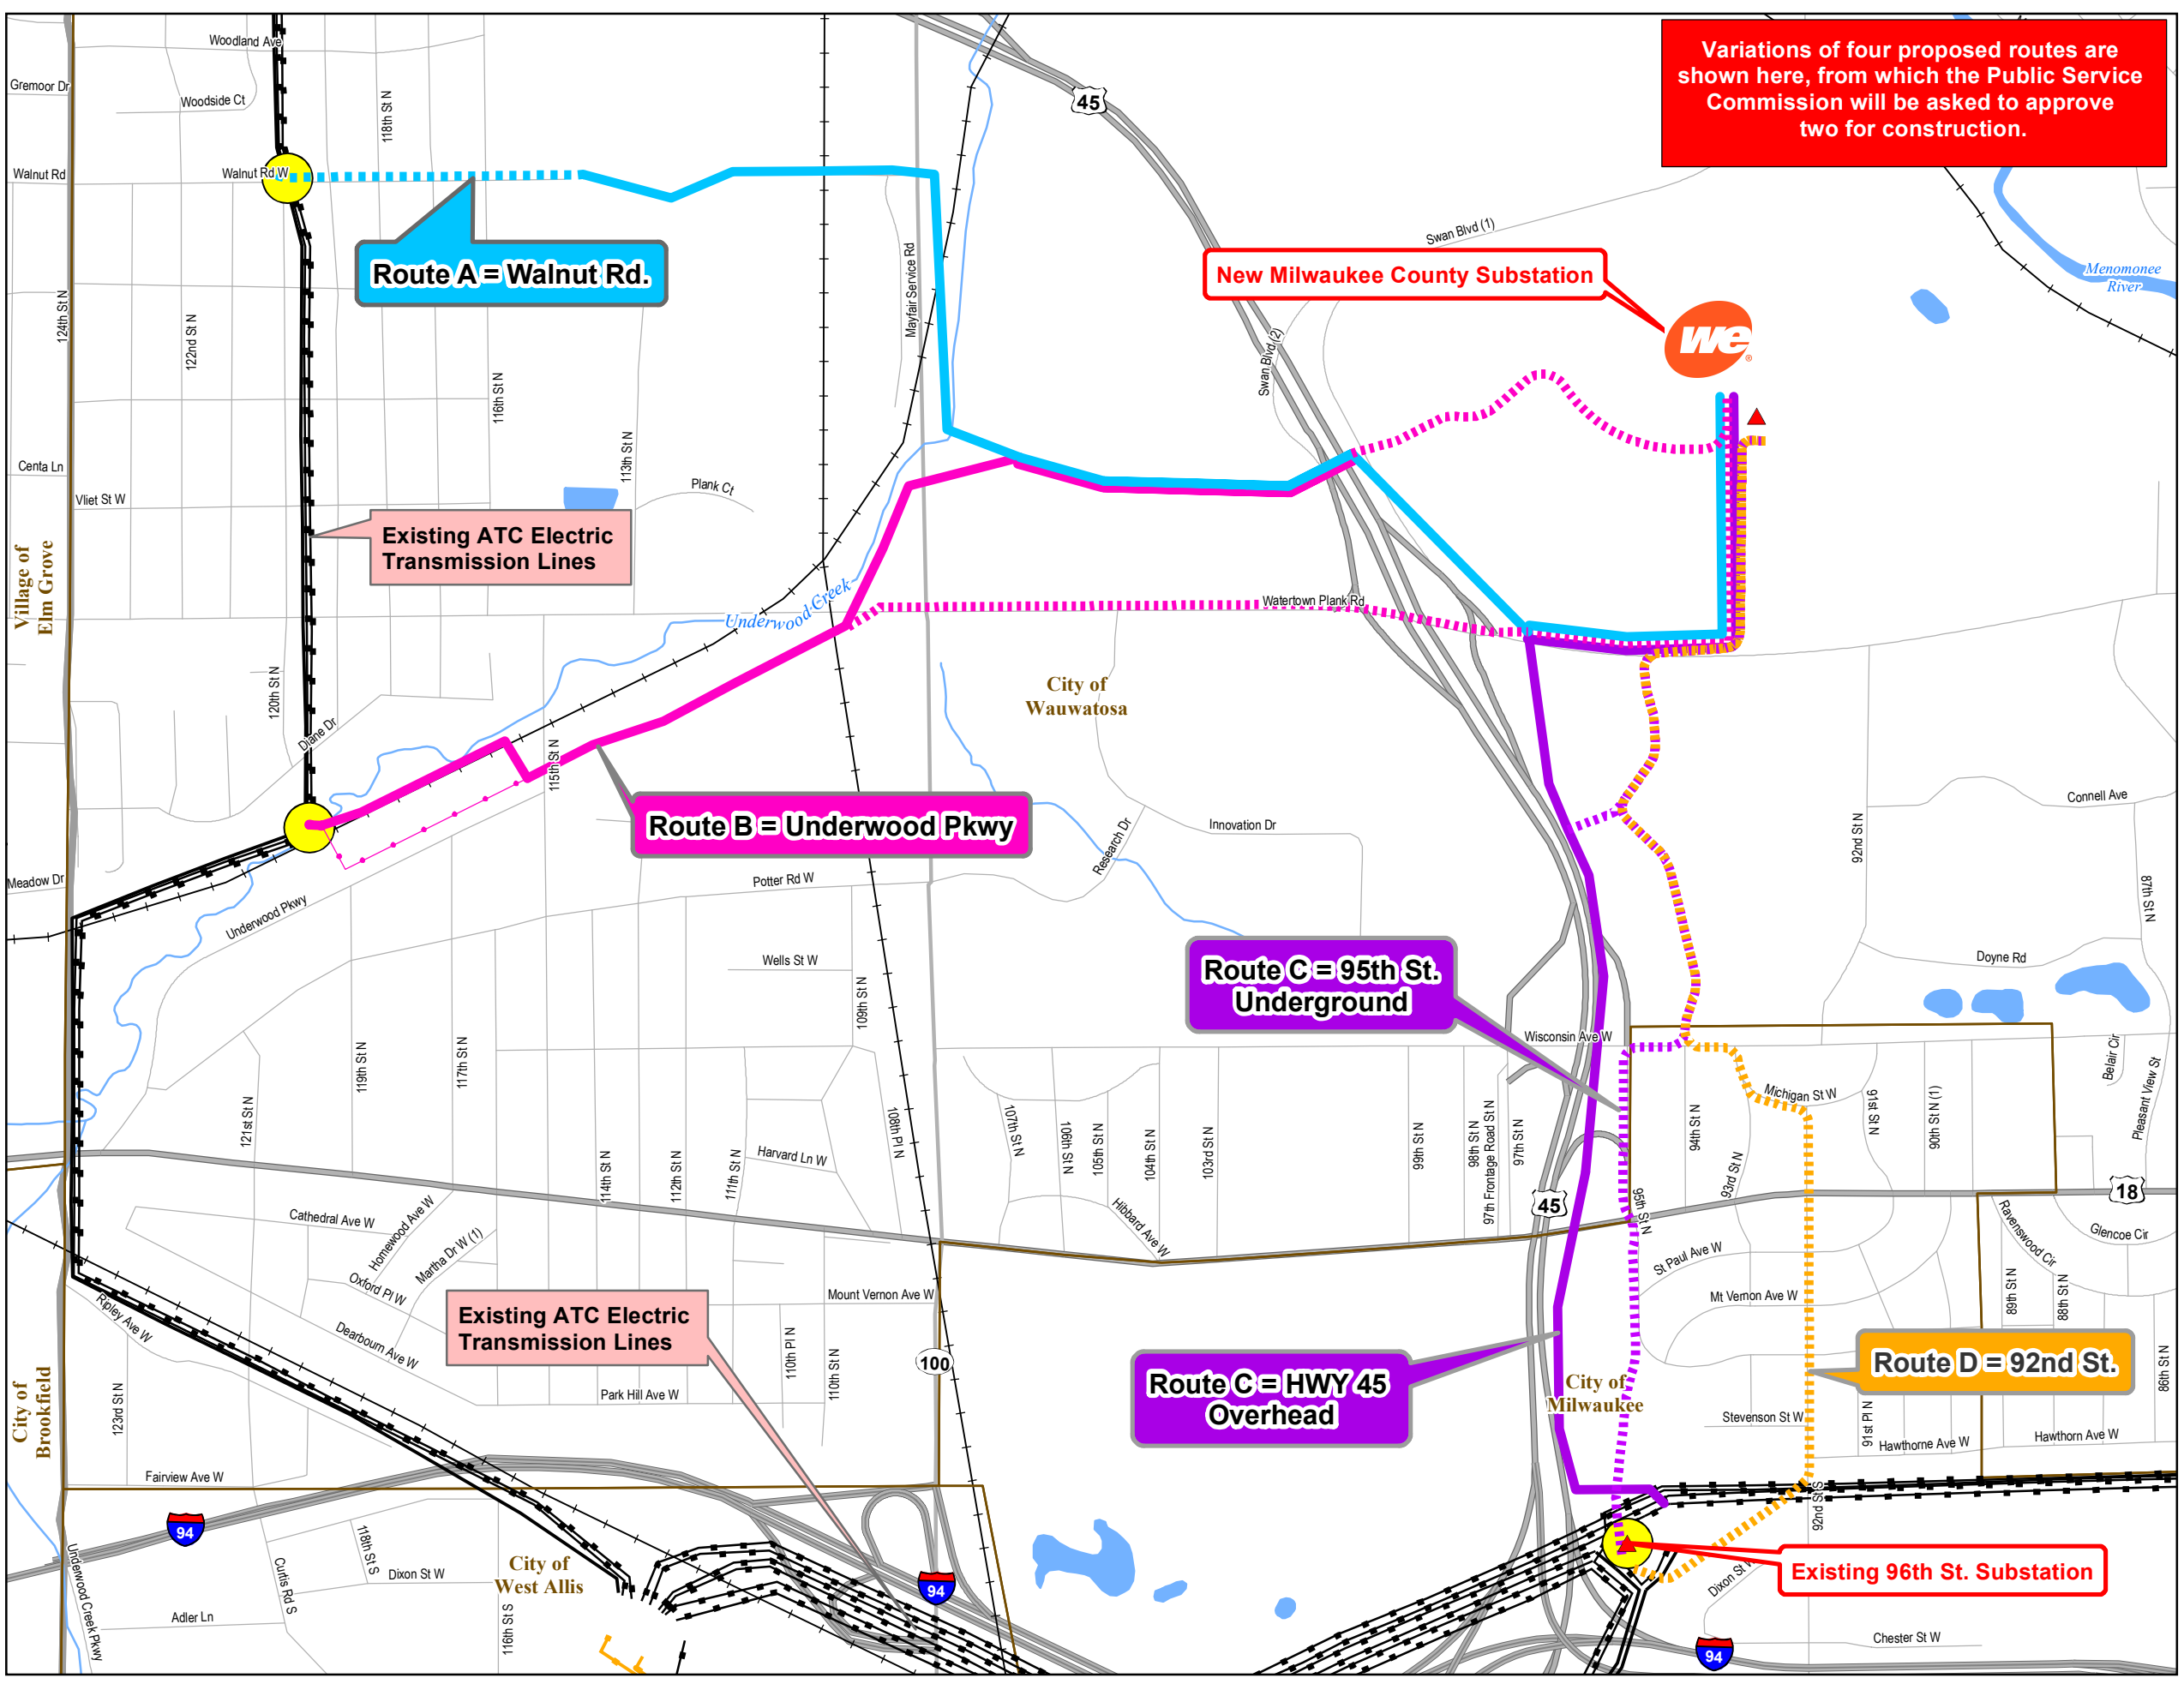 Variations of four proposed routes are
shown here, from which the Public Service
Commission will be asked to approve
two for construction.
Woodland Ave
Gremoor Dr
Woodside Ct
118th St N
45
Walnut Rd
Walnut Rd W
Swan Blvd (1)
Route A = Walnut Rd.
New Milwaukee County Substation
Menomonee
River
124th St N
122nd St N
Mayfair Service Rd
Swan Blvd (2)
we
®
116th St N
113th St N
Centa Ln
Vliet St W
Plank Ct
Existing ATC Electric
Transmission Lines
Village of
Elm Grove
Underwood Creek
Watertown Plank Rd
120th St N
Diane Dr
115th St N
City of
Wauwatosa
Route B = Underwood Pkwy
Research Dr
Innovation Dr
92nd St N
Connell Ave
87th St N
Meadow Dr
Underwood Pkwy
Potter Rd W
Wells St W
109th St N
Route C = 95th St.
Underground
Doyne Rd
Wisconsin Ave W
119th St N
117th St N
121st St N
114th St N
112th St N
111th St N
Harvard Ln W
108th Pl N
107th St N
106th St N
105th St N
104th St N
103rd St N
99th St N
98th St N
97th Frontage Road St N
97th St N
94th St N
93rd St N
Michigan St W
91st S N
90th St N (1)
Belair Cir
Pleasant View St
18
45
95th St N
Cathedral Ave W
Homewood Ave W
Martha Dr W (1)
Oxford Pl W
Hibbard Ave W
St Paul Ave W
Ravenswood Cir
Glencoe Cir
Mt Vernon Ave W
89th St N
88th St N
Ripley Ave W
Dearbourn Ave W
Existing ATC Electric
Transmission Lines
Mount Vernon Ave W
110th Pl N
110th St N
100
Park Hill Ave W
123rd St N
City of
Brookfield
Route C = HWY 45
Overhead
City of
Milwaukee
Route D = 92nd St.
86th St N
Stevenson St W
91st Pl N
Hawthorne Ave W
Hawthorn Ave W
Fairview Ave W
94
92nd St S
118th St S
Curtis Rd S
Dixon St W
City of
West Allis
94
Dixon St W
Existing 96th St. Substation
Underwood Creek Pkwy
Adler Ln
116th St S
Chester St W
94